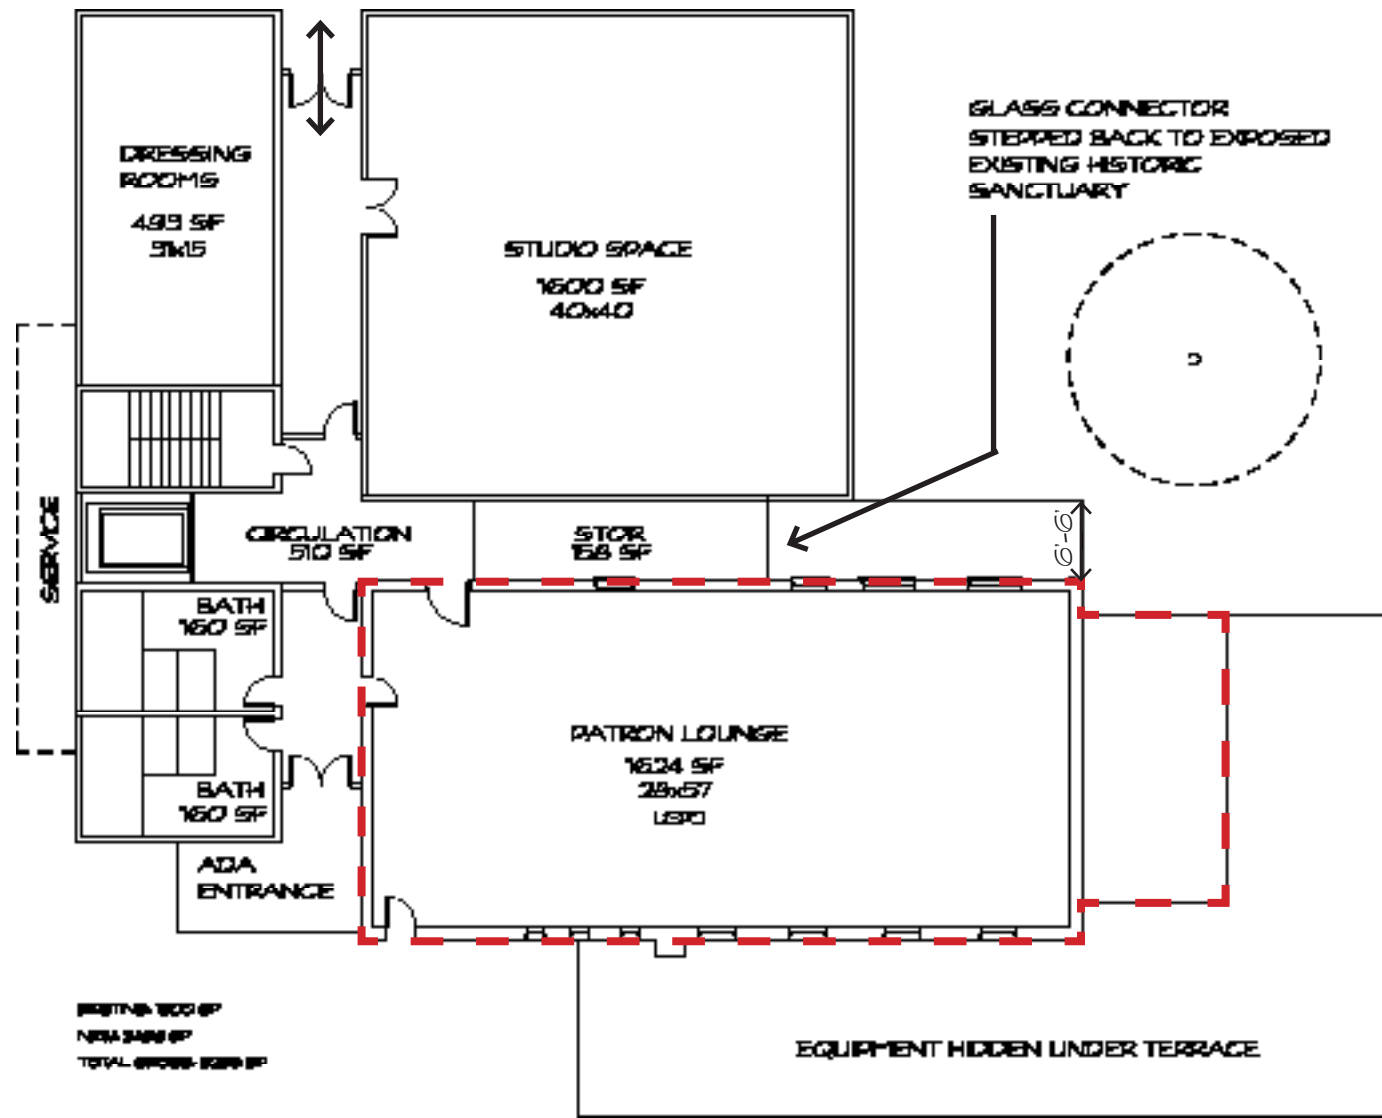 GLASS CONNECTOR
STEPPED BACK TO EXPOSED
EXISTING HISTORIC
SANCTUARY
DRESSING
ROOMS
31x15
STUDIO SPACE
1600 SF
40x40
SERVICE
CIRCULATION
510 SF
STOR
158 SF
6'-6"
BATH
160 SF
PATRON LOUNGE
1624 SF
28x57
BATH
160 SF
ADA
ENTRANCE
TOTAL
EQUIPMENT HIDDEN UNDER TERRACE